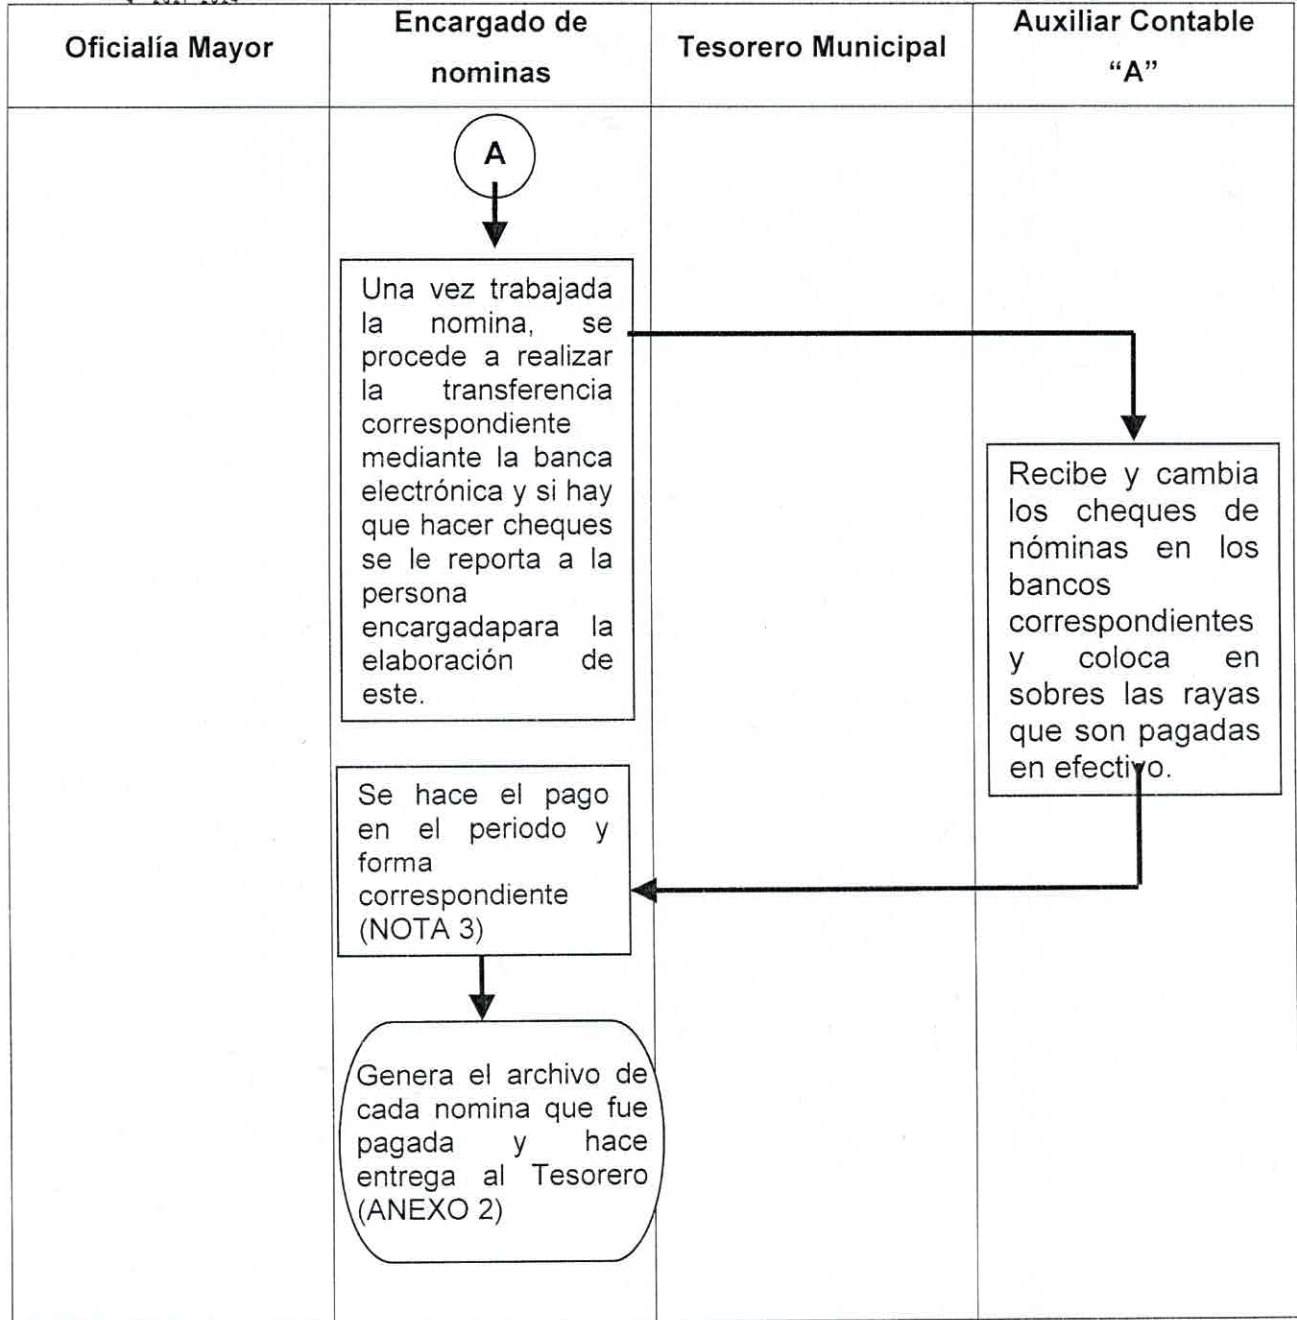 Oficialía Mayor
Encargado de
nominas
Tesorero Municipal
Auxiliar Contable
“A”
A
Una vez trabajada
la nomina, se
procede a realizar
la transferencia
correspondiente
mediante la banca
electrónica y si hay
que hacer cheques
se le reporta a la
persona
encargadapara la
elaboración de
este.
Recibe y cambia
los cheques de
nóminas en los
bancos
correspondientes
y coloca en
sobres las rayas
que son pagadas
en efectivo.
Se hace el pago
en el periodo y
forma
correspondiente
(NOTA 3)
Genera el archivo de
cada nomina que fue
pagada y hace
entrega al Tesorero
(ANEXO 2)